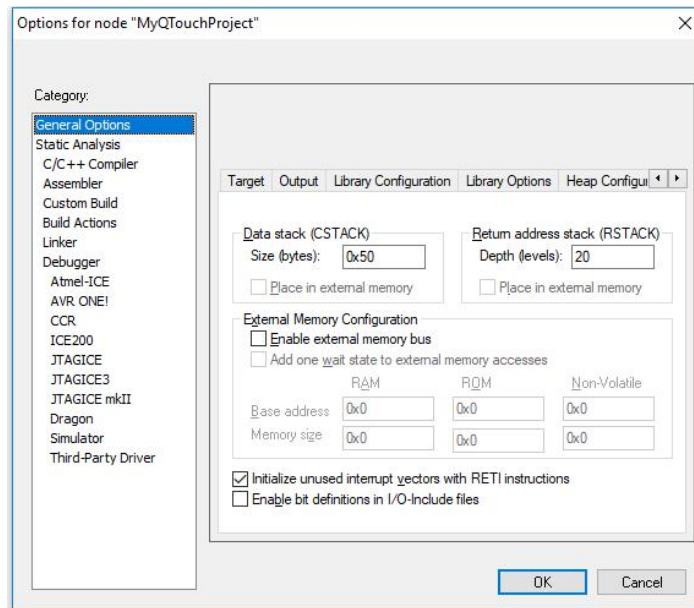 Options for node "MyQTouchProject"
Category:
General Options
Static Analysis
C/C++ Compiler
Assembler
Custom Build
Build Actions
Linker
Debugger
Atmel-ICE
AVR ONE!
CCR
ICE200
JTAGICE
JTAGICE3
JTAGICE mkII
Dragon
Simulator
Third-Party Driver
Target Output Library Configuration Library Options Heap Configur
Data stack (CSTACK)
Size (bytes): 0x50
Place in external memory
Return address stack (RSTACK)
Depth (levels): 20
Place in external memory
External Memory Configuration
Enable external memory bus
Add one wait state to external memory accesses
RAM ROM Non-Volatile
Base address 0x0 0x0 0x0
Memory size 0x0 0x0 0x0
Initialize unused interrupt vectors with RETI instructions
Enable bit definitions in I/O-Include files
OK Cancel